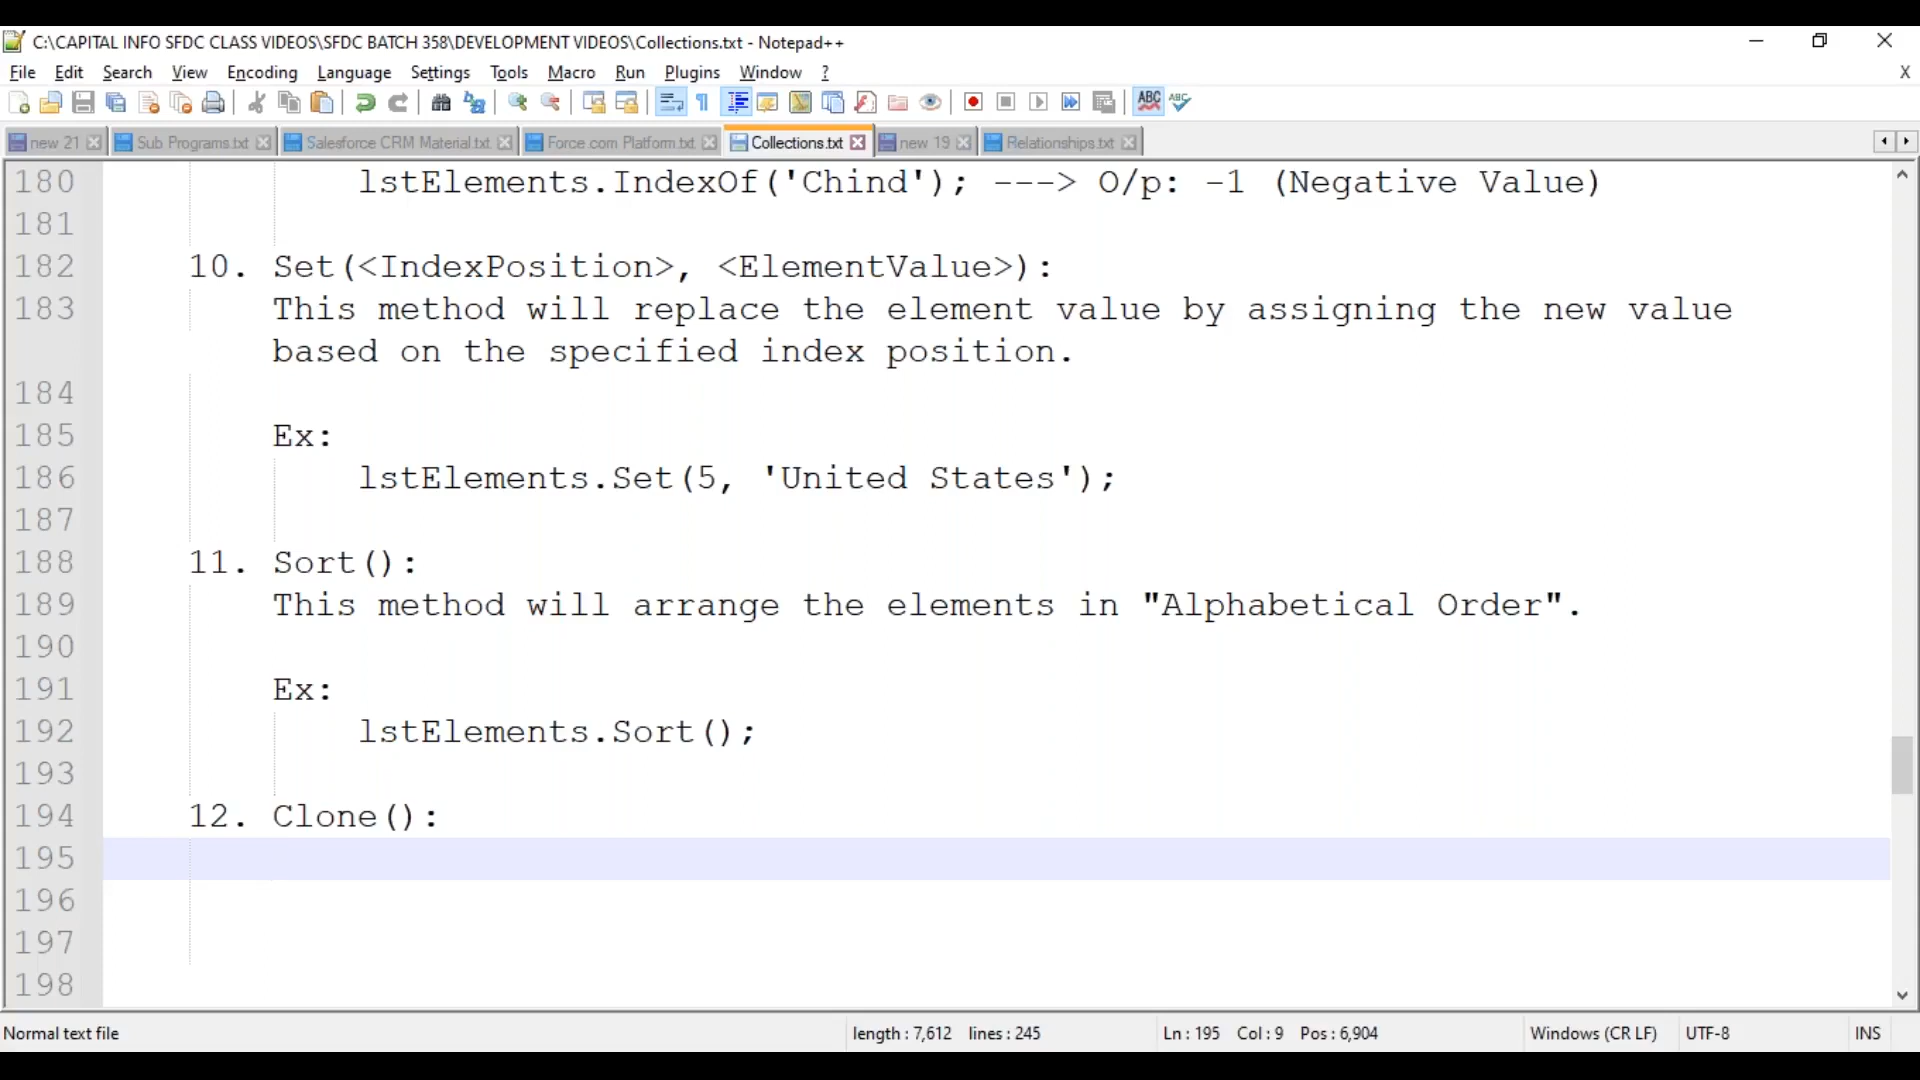 C:\CAPITAL INFO SFDC CLASS VIDEOS\SFDC BATCH 358\DEVELOPMENT VIDEOS\Collections.txt - Notepad++
File Edit Search View Encoding Language Settings Tools Macro Run Plugins Window ? X
new 21 Sub Programs.txt Salesforce CRM Material.txt Force.com Platform.txt Collections.txt new 19 Relationships.txt
180 lstElements.IndexOf('Chind'); ---> O/p: -1 (Negative Value)
181
182 10. Set(<IndexPosition>, <ElementValue>):
183 This method will replace the element value by assigning the new value
based on the specified index position.
184
185 Ex:
186 lstElements.Set(5, 'United States');
187
188 11. Sort():
189 This method will arrange the elements in "Alphabetical Order".
190
191 Ex:
192 lstElements.Sort();
193
194 12. Clone():
195
196
197
198
Normal text file length : 7,612 lines : 245 Ln : 195 Col : 9 Pos : 6,904 Windows (CR LF) UTF-8 INS